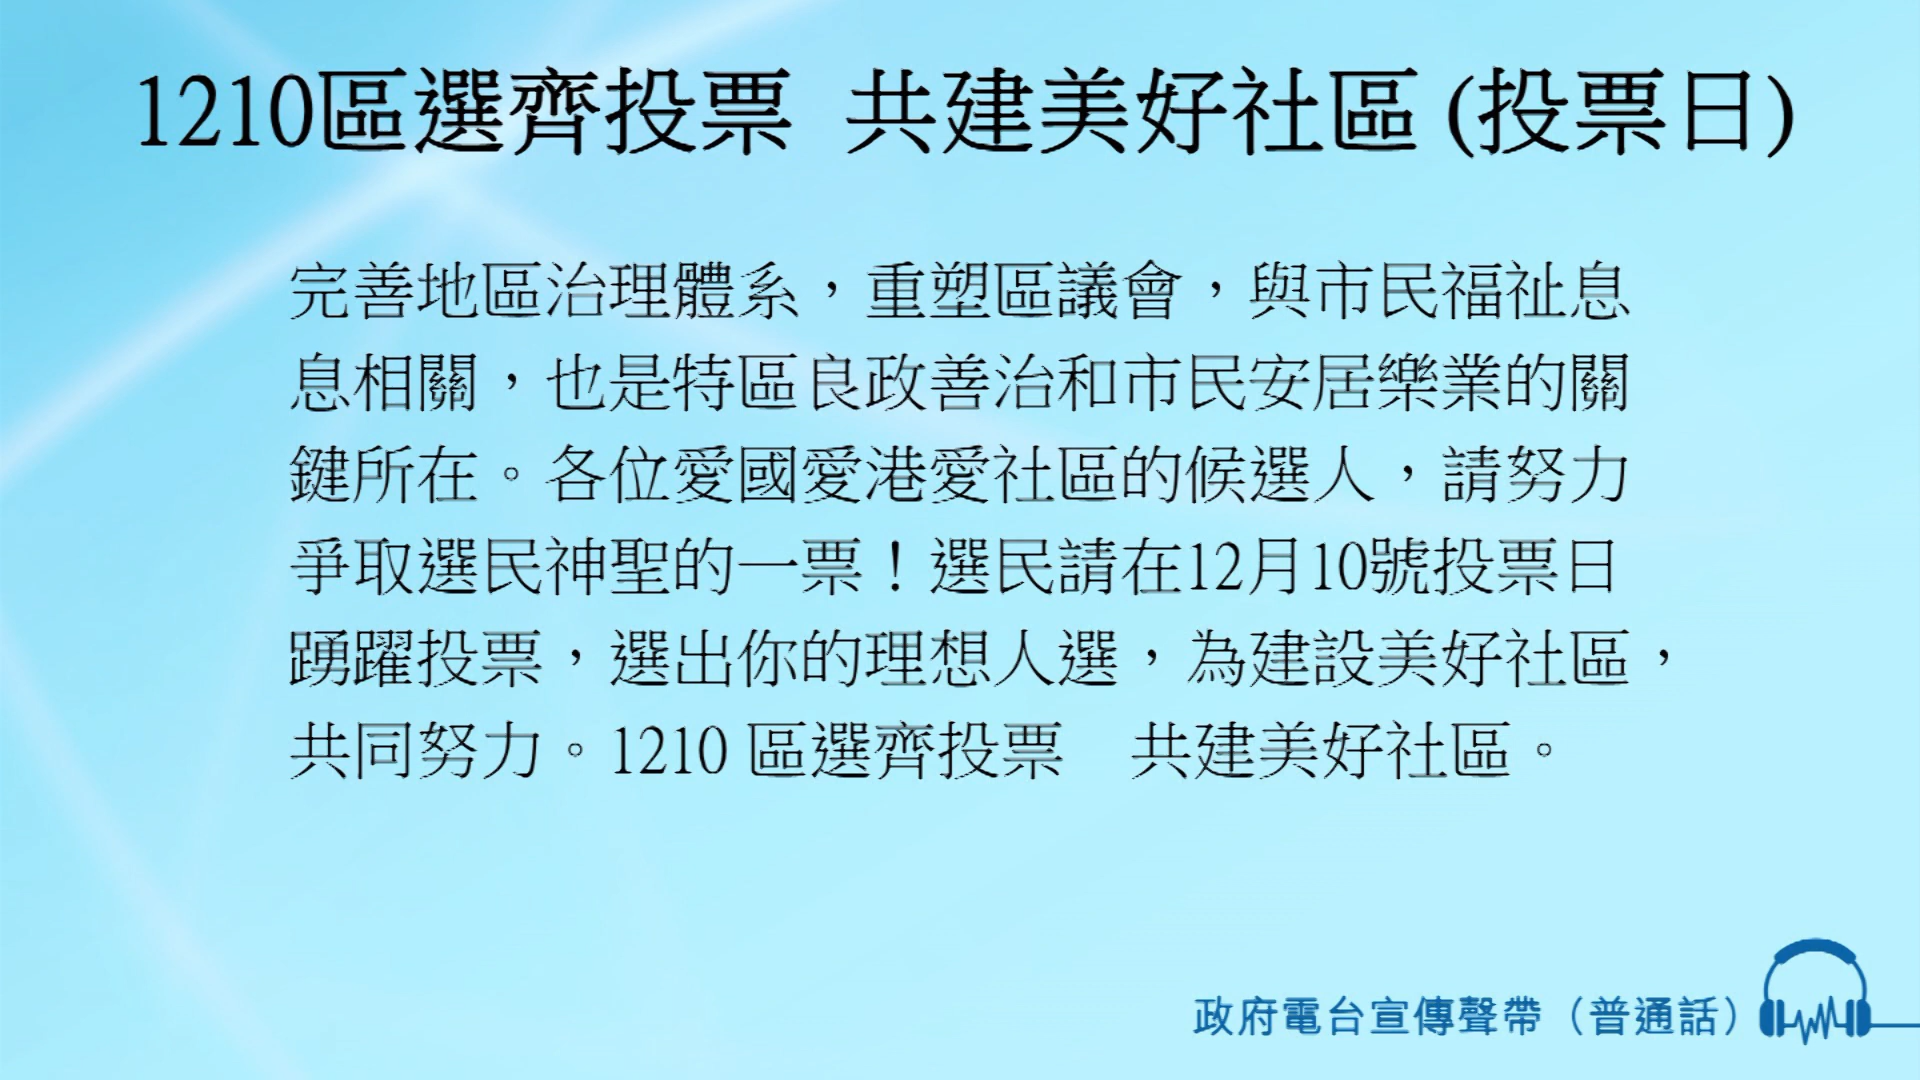 1210區選齊投票 共建美好社區 (投票日)
完善地區治理體系，重塑區議會，與市民福祉息
息相關，也是特區良政善治和市民安居樂業的關
鍵所在。各位愛國愛港愛社區的候選人，請努力
爭取選民神聖的一票！選民請在12月10號投票日
踴躍投票，選出你的理想人選，為建設美好社區，
共同努力。1210 區選齊投票　共建美好社區。
政府電台宣傳聲帶（普通話）